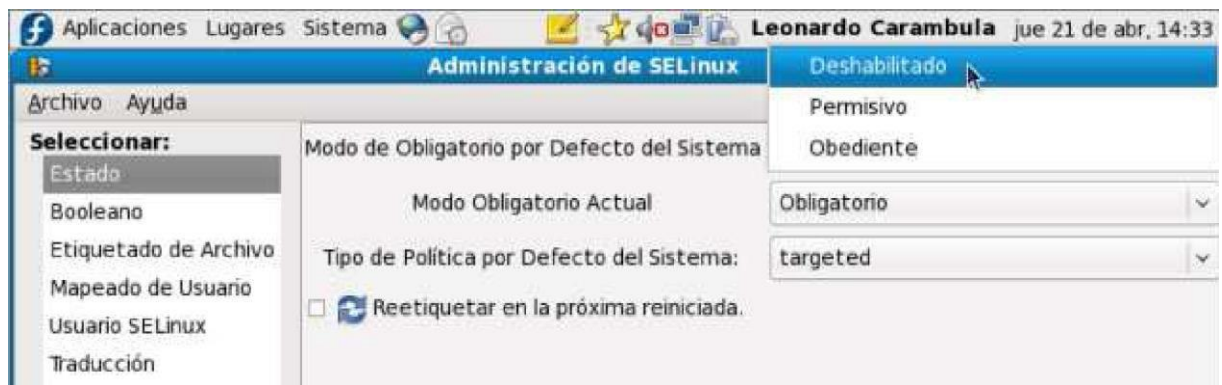 Aplicaciones Lugares Sistema Leonardo Carambula jue 21 de abr, 14:33
Administración de SELinux
Deshabilitado
Permisivo
Obediente
Archivo Ayuda
Seleccionar:
Estado
Booleano
Etiquetado de Archivo
Mapeado de Usuario
Usuario SELinux
Traducción
Modo de Obligatorio por Defecto del Sistema
Modo Obligatorio Actual Obligatorio
Tipo de Política por Defecto del Sistema: targeted
Reetiquetar en la próxima reiniciada.